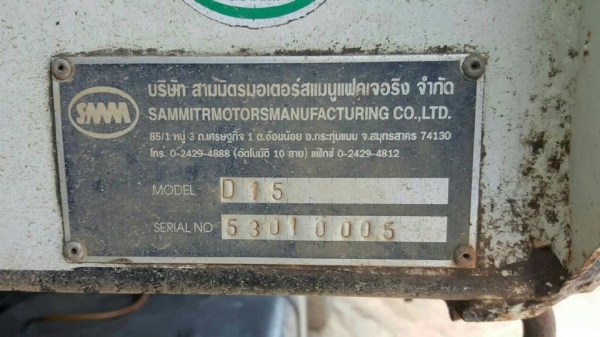 SAMM
บริษัท สามมิตรมอเตอร์สแมนูแฟคเจอริง จำกัด
SAMMITRMOTORSMANUFACTURING CO.,LTD.
85/1 หมู่ 3 ถ.เศรษฐกิจ 1 ต.อ้อมน้อย อ.กระทุ่มแบน จ.สมุทรสาคร 74130
โทร. 0-2429-4888 (อัตโนมัติ 10 สาย) แฟ๊กซ์ 0-2429-4812
MODEL D15
SERIAL NO 53010005